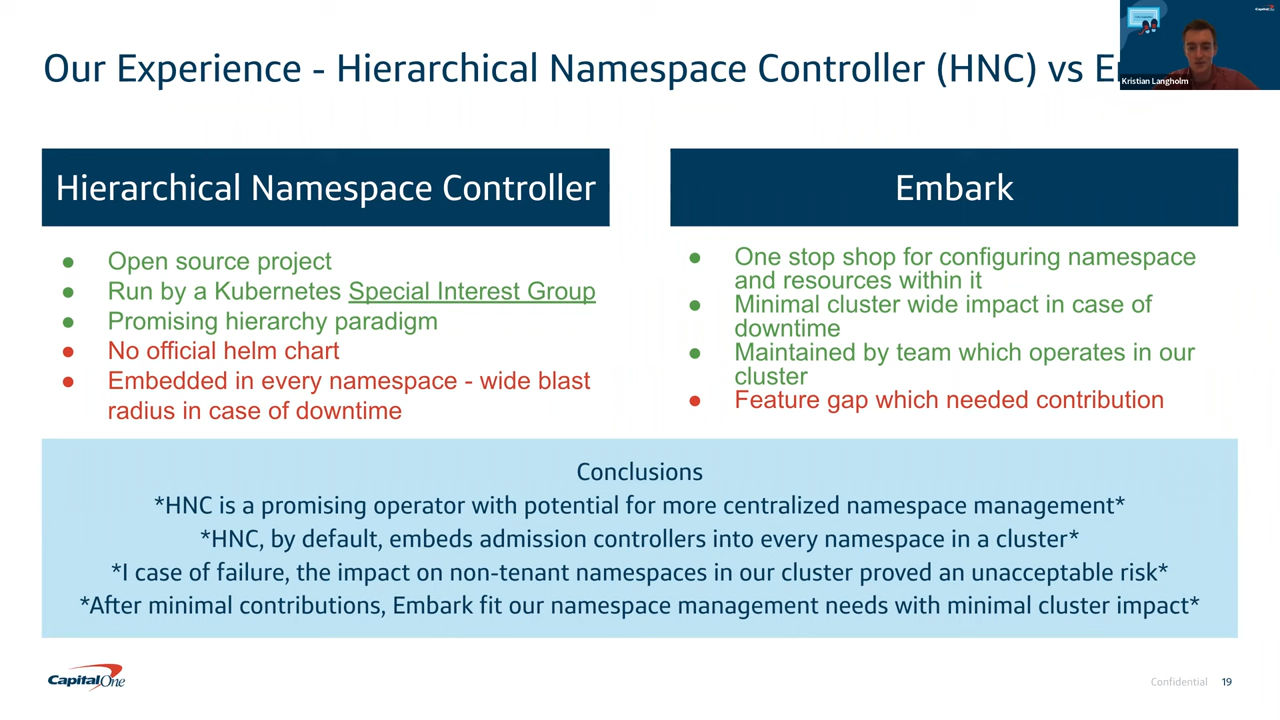 Our Experience - Hierarchical Namespace Controller (HNC) vs
Capital One
Kristian Langholm
Hierarchical Namespace Controller
● Open source project
● Run by a Kubernetes Special Interest Group
● Promising hierarchy paradigm
● No official helm chart
● Embedded in every namespace - wide blast
radius in case of downtime
Embark
● One stop shop for configuring namespace
and resources within it
● Minimal cluster wide impact in case of
downtime
● Maintained by team which operates in our
cluster
● Feature gap which needed contribution
Conclusions
*HNC is a promising operator with potential for more centralized namespace management*
*HNC, by default, embeds admission controllers into every namespace in a cluster*
*I case of failure, the impact on non-tenant namespaces in our cluster proved an unacceptable risk*
*After minimal contributions, Embark fit our namespace management needs with minimal cluster impact*
Capital One
Confidential 19